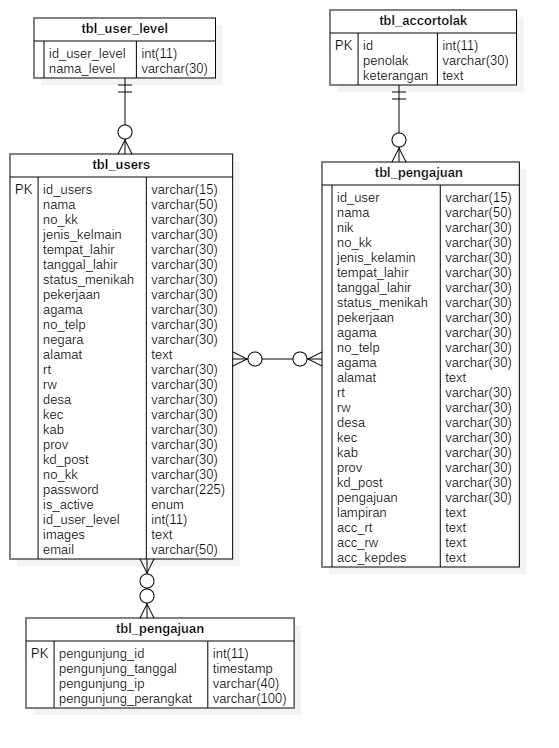 tbl_user_level
id_user_level int(11)
nama_level varchar(30)
tbl_accortolak
PK id int(11)
penolak varchar(30)
keterangan text
tbl_users
PK id_users varchar(15)
nama varchar(50)
no_kk varchar(30)
jenis_kelmain varchar(30)
tempat_lahir varchar(30)
tanggal_lahir varchar(30)
status_menikah varchar(30)
pekerjaan varchar(30)
agama varchar(30)
no_telp varchar(30)
negara varchar(30)
alamat text
rt varchar(30)
rw varchar(30)
desa varchar(30)
kec varchar(30)
kab varchar(30)
prov varchar(30)
kd_post varchar(30)
no_kk varchar(30)
password varchar(225)
is_active enum
id_user_level int(11)
images text
email varchar(50)
tbl_pengajuan
id_user varchar(15)
nama varchar(50)
nik varchar(30)
no_kk varchar(30)
jenis_kelamin varchar(30)
tempat_lahir varchar(30)
tanggal_lahir varchar(30)
status_menikah varchar(30)
pekerjaan varchar(30)
agama varchar(30)
no_telp varchar(30)
agama varchar(30)
alamat text
rt varchar(30)
rw varchar(30)
desa varchar(30)
kec varchar(30)
kab varchar(30)
prov varchar(30)
kd_post varchar(30)
pengajuan varchar(30)
lampiran text
acc_rt text
acc_rw text
acc_kepdes text
tbl_pengajuan
PK pengunjung_id int(11)
pengunjung_tanggal timestamp
pengunjung_ip varchar(40)
pengunjung_perangkat varchar(100)